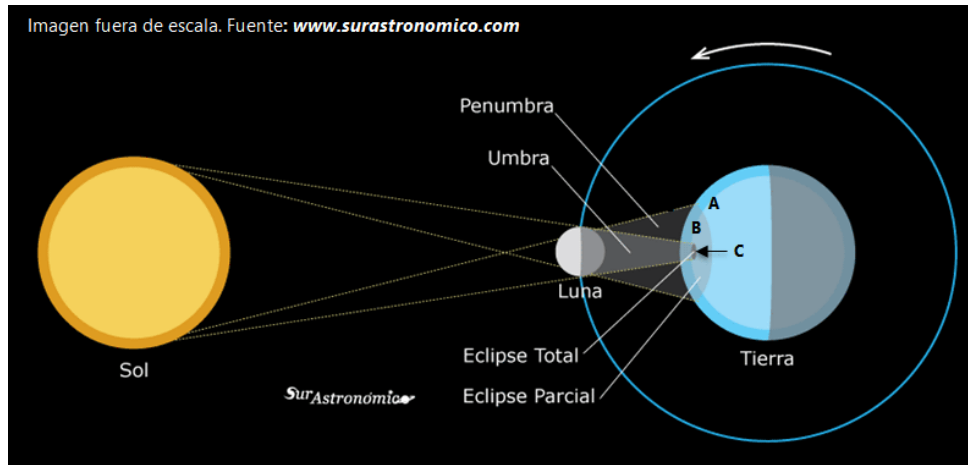 Imagen fuera de escala. Fuente: www.surastronomico.com
Penumbra
Umbra
A
B
C
Luna
Sol
Eclipse Total
Tierra
Eclipse Parcial
SurAstronómico